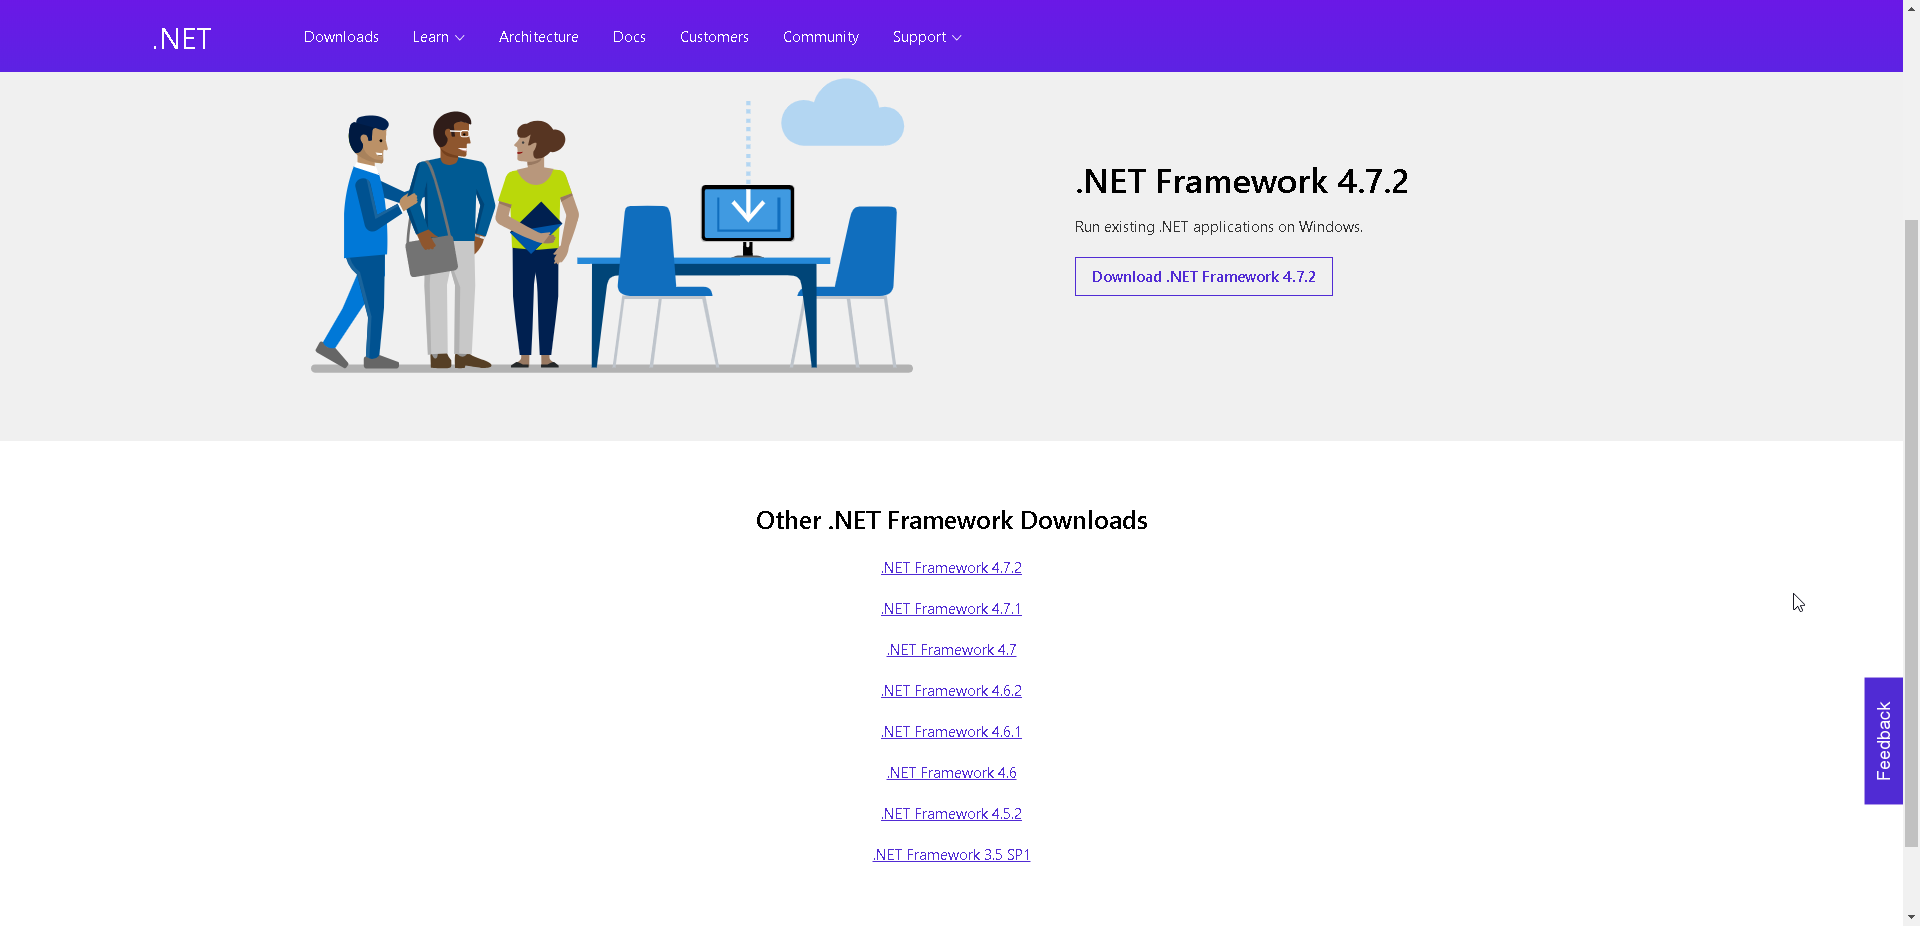 .NET
Downloads
Learn
Architecture
Docs
Customers
Community
Support
.NET Framework 4.7.2
Run existing .NET applications on Windows.
Download .NET Framework 4.7.2
Other .NET Framework Downloads
.NET Framework 4.7.2
.NET Framework 4.7.1
.NET Framework 4.7
.NET Framework 4.6.2
.NET Framework 4.6.1
.NET Framework 4.6
.NET Framework 4.5.2
.NET Framework 3.5 SP1
Feedback